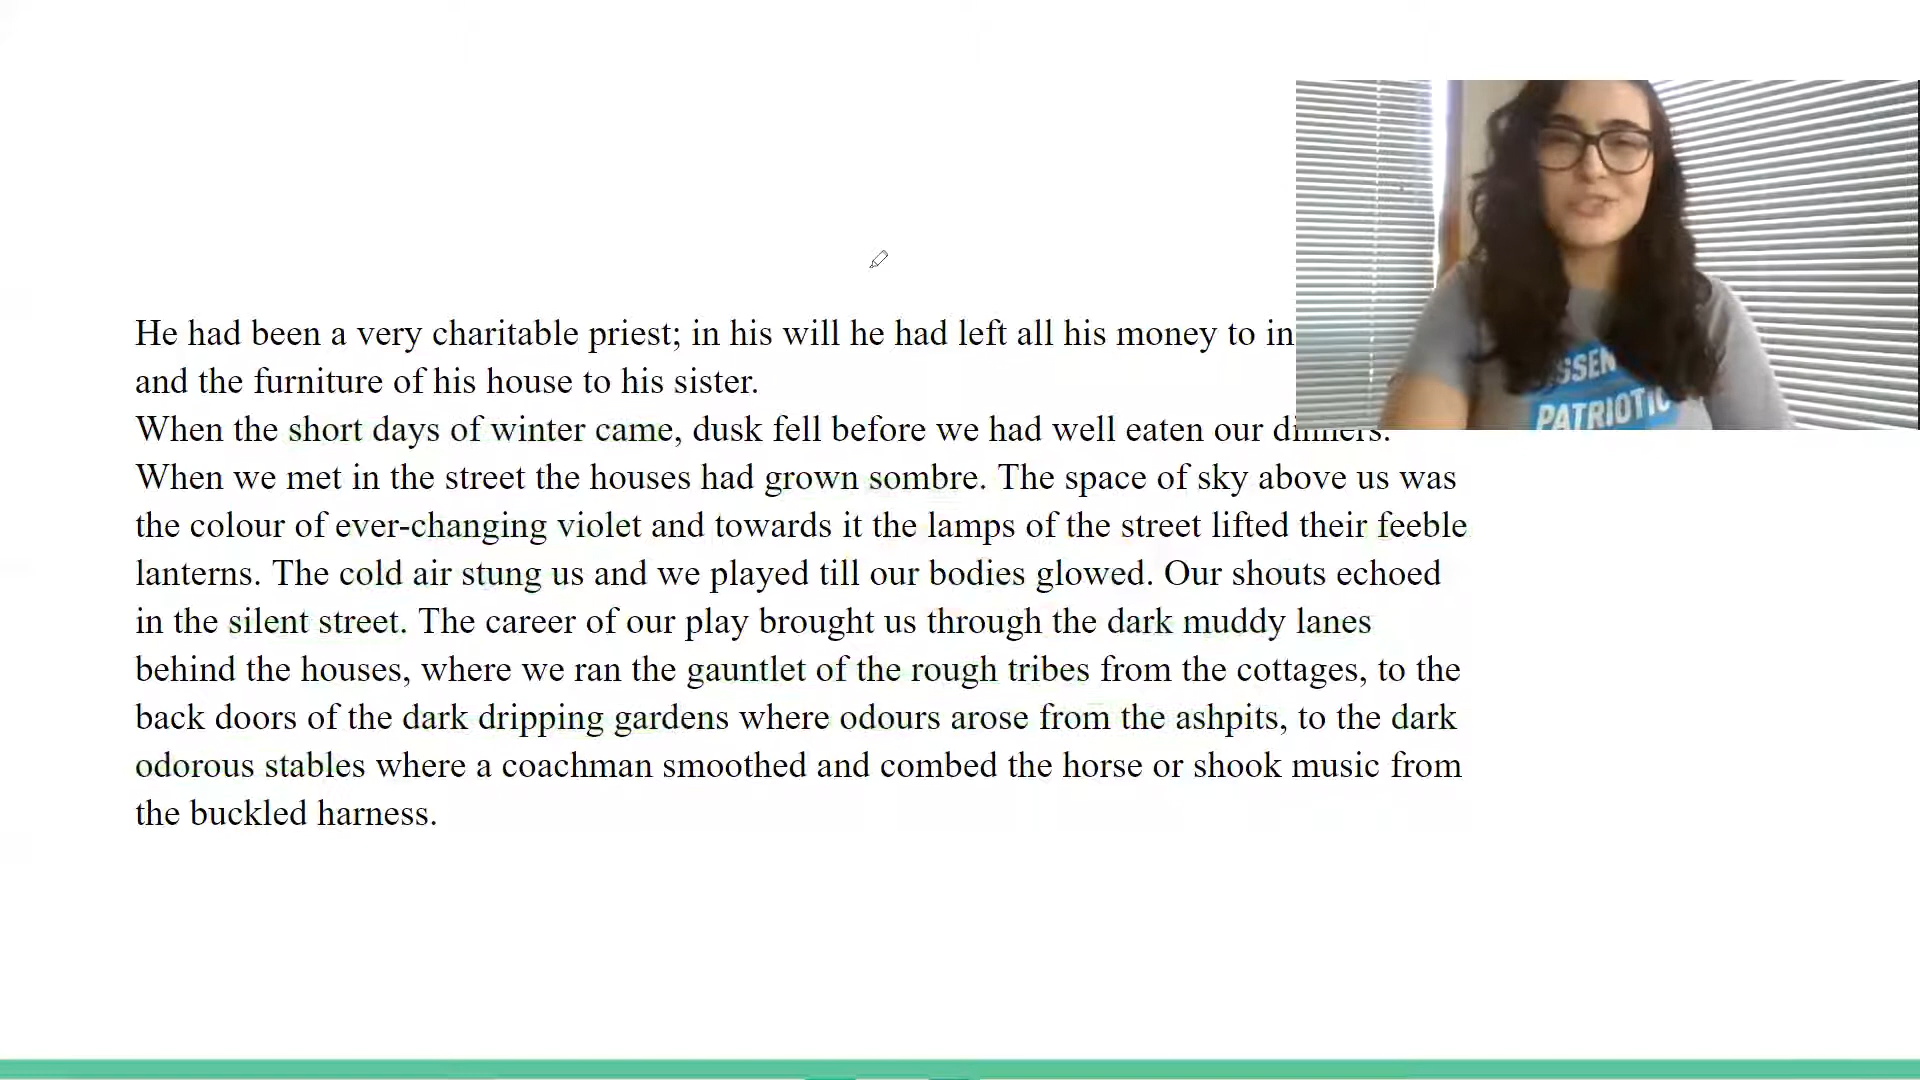 He had been a very charitable priest; in his will he had left all his money to
and the furniture of his house to his sister.
When the short days of winter came, dusk fell before we had well eaten our dinners.
When we met in the street the houses had grown sombre. The space of sky above us was
the colour of ever-changing violet and towards it the lamps of the street lifted their feeble
lanterns. The cold air stung us and we played till our bodies glowed. Our shouts echoed
in the silent street. The career of our play brought us through the dark muddy lanes
behind the houses, where we ran the gauntlet of the rough tribes from the cottages, to the
back doors of the dark dripping gardens where odours arose from the ashpits, to the dark
odorous stables where a coachman smoothed and combed the horse or shook music from
the buckled harness.
PATRIOTIC